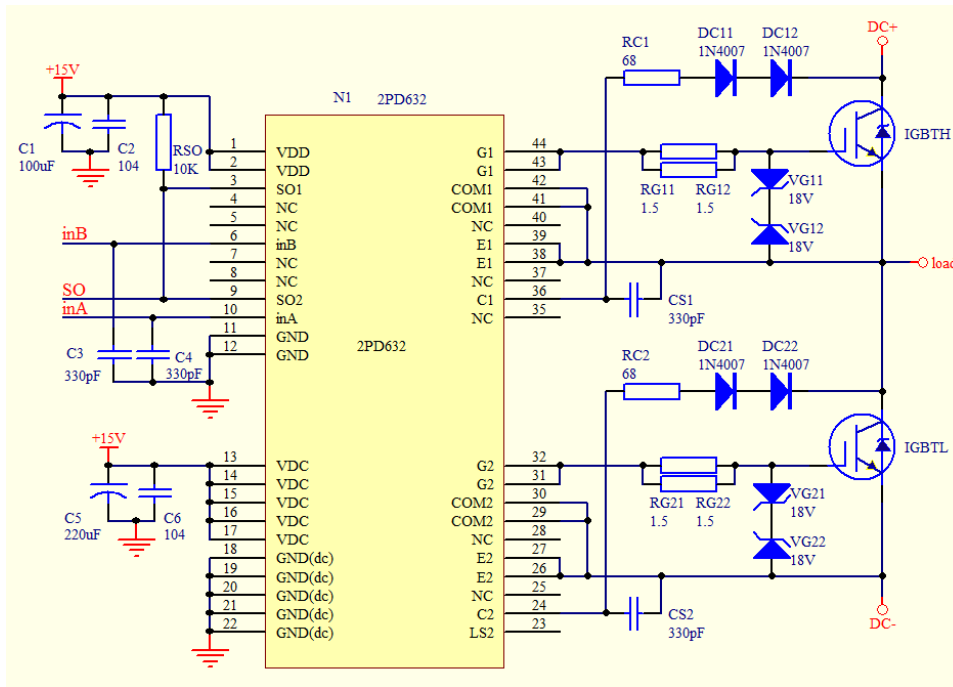 DC+
DC11 DC12
RC1 1N4007 1N4007
68
+15V
N1 2PD632
IGBTH
C1 C2 RSO
100uF 104 10K
1 VDD G1 44
2 VDD G1 43
3 SO1 COM1 42
4 NC COM1 41
5 NC NC 40
inB 6 inB E1 39
7 NC E1 38
8 NC NC 37
SO 9 SO2 C1 36
inA 10 inA NC 35
11 GND
12 GND
RG11 RG12
1.5 1.5
VG11
18V
VG12
18V
load
CS1
330pF
2PD632
C3 C4
330pF 330pF
DC21 DC22
RC2 1N4007 1N4007
68
+15V
IGBTL
C5 C6
220uF 104
13 VDC G2 32
14 VDC G2 31
15 VDC COM2 30
16 VDC COM2 29
17 VDC NC 28
18 GND(dc) E2 27
19 GND(dc) E2 26
20 GND(dc) NC 25
21 GND(dc) C2 24
22 GND(dc) LS2 23
RG21 RG22
1.5 1.5
VG21
18V
VG22
18V
CS2
330pF
DC-